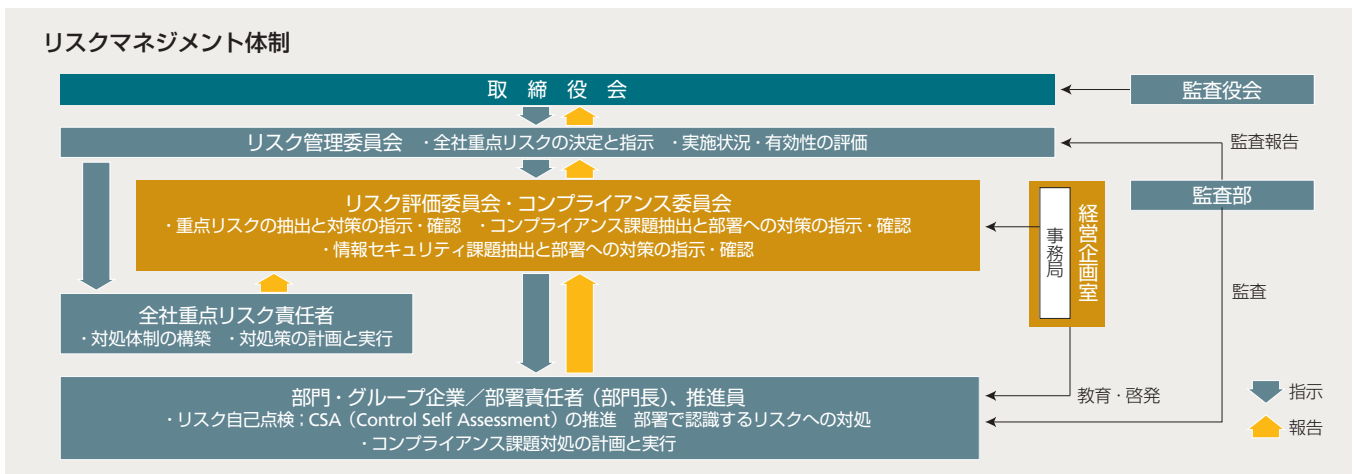 リスクマネジメント体制
取締役会
監査役会
リスク管理委員会 ・全社重点リスクの決定と指示 ・実施状況・有効性の評価
監査報告
リスク評価委員会・コンプライアンス委員会
・重点リスクの抽出と対策の指示・確認 ・コンプライアンス課題抽出と部署への対策の指示・確認
・情報セキュリティ課題抽出と部署への対策の指示・確認
事務局
経営企画室
監査部
監査
全社重点リスク責任者
・対処体制の構築 ・対処策の計画と実行
部門・グループ企業／部署責任者（部門長）、推進員
・リスク自己点検；CSA（Control Self Assessment）の推進 部署で認識するリスクへの対処
・コンプライアンス課題対処の計画と実行
教育・啓発
指示
報告